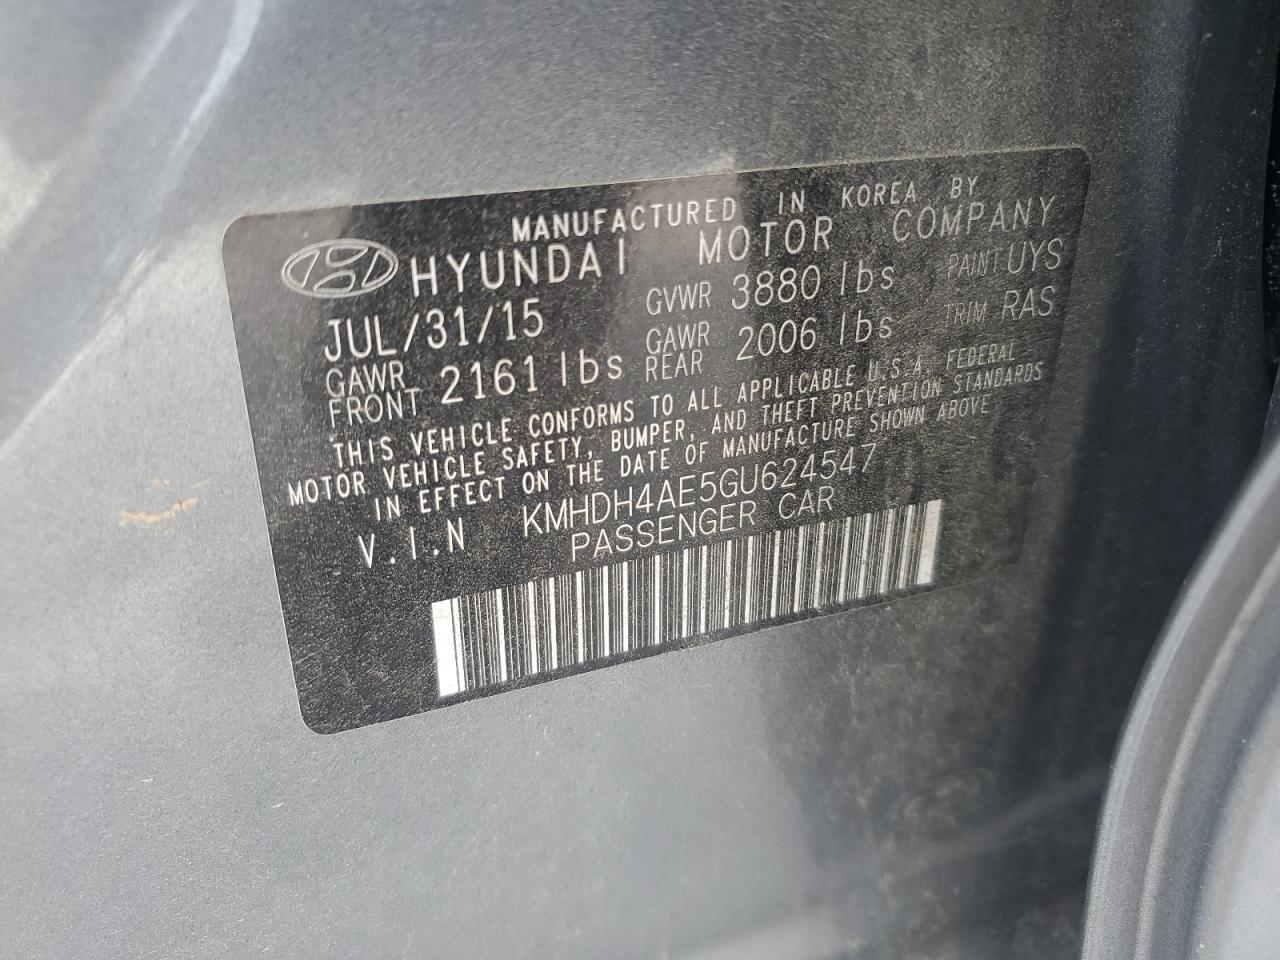 MANUFACTURED IN KOREA BY
HYUNDAI MOTOR COMPANY
JUL/31/15 GVWR 3880 lbs PAINT UYS
GAWR FRONT 2161 lbs GAWR REAR 2006 lbs TRIM RAS
THIS VEHICLE CONFORMS TO ALL APPLICABLE U.S.A. FEDERAL
MOTOR VEHICLE SAFETY, BUMPER, AND THEFT PREVENTION STANDARDS
IN EFFECT ON THE DATE OF MANUFACTURE SHOWN ABOVE
V.I.N KMHDH4AE5GU624547
PASSENGER CAR